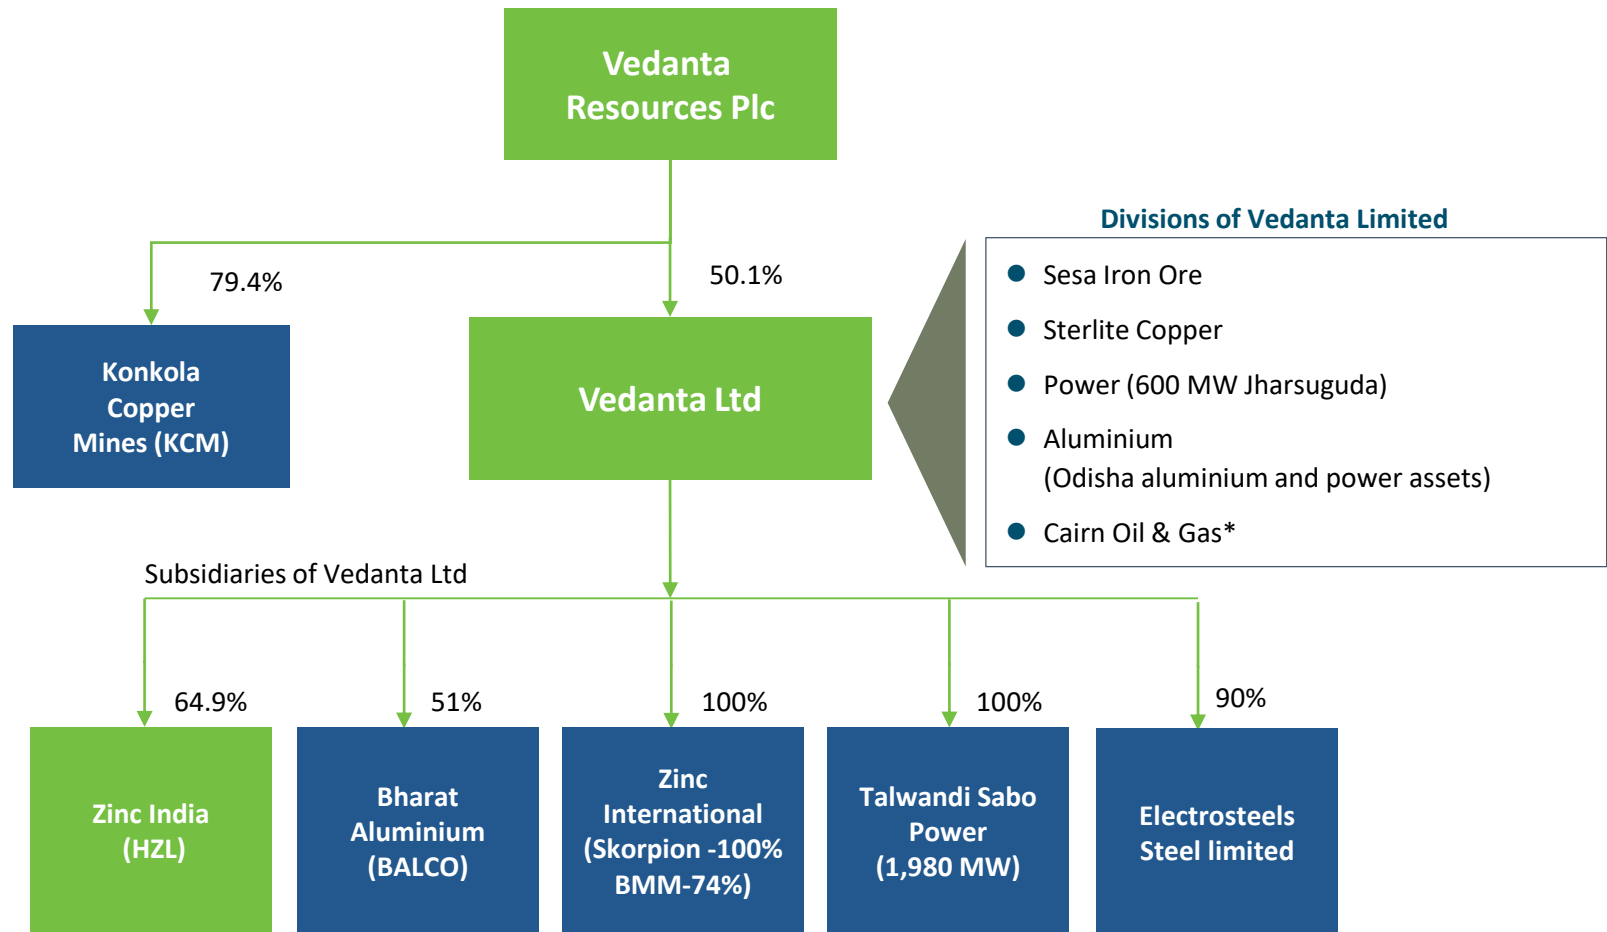 Vedanta
Resources Plc
Divisions of Vedanta Limited
79.4%
50.1%
Konkola
Copper
Mines (KCM)
Vedanta Ltd
Sesa Iron Ore
Sterlite Copper
Power (600 MW Jharsuguda)
Aluminium
(Odisha aluminium and power assets)
Cairn Oil & Gas*
Subsidiaries of Vedanta Ltd
64.9%
51%
100%
100%
90%
Zinc India
(HZL)
Bharat
Aluminium
(BALCO)
Zinc
International
(Skorpion -100%
BMM-74%)
Talwandi Sabo
Power
(1,980 MW)
Electrosteels
Steel limited